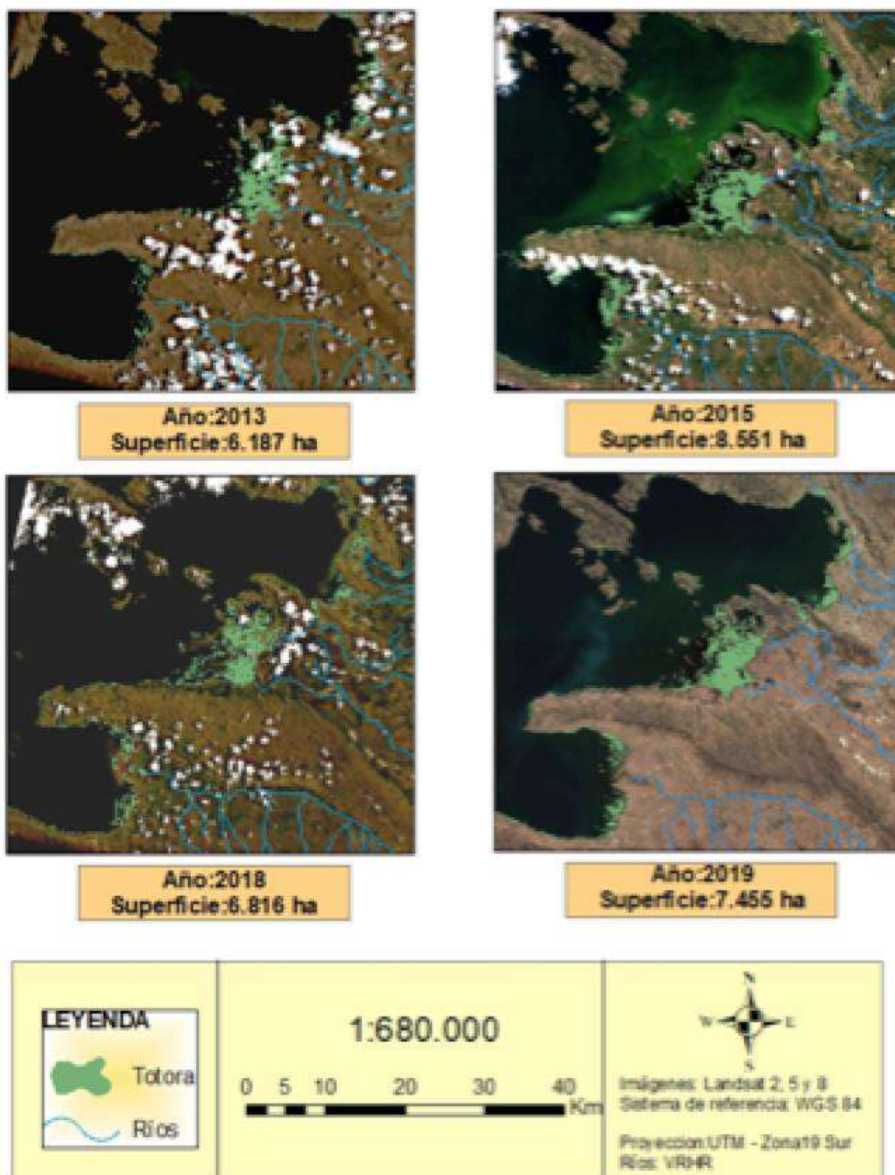 Año:2013
Superficie:6.187 ha
Año:2015
Superficie:8.551 ha
Año:2018
Superficie:6.816 ha
Año:2019
Superficie:7.455 ha
LEYENDA
Totora
Ríos
1:680.000
0 5 10 20 30 40
Km
N
W E
S
Imágenes: Landsat 2, 5 y 8
Sistema de referencia: WGS 84
Proyeccion:UTM - Zona19 Sur
Ríos: VRHR